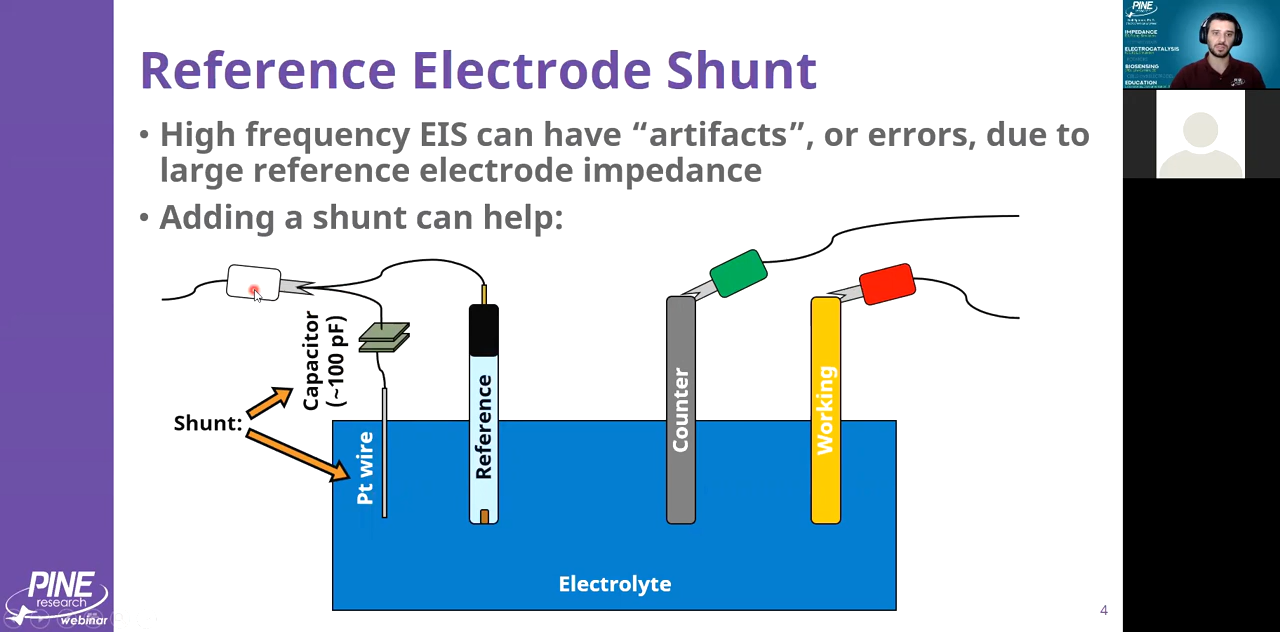 Reference Electrode Shunt
• High frequency EIS can have “artifacts”, or errors, due to
large reference electrode impedance
• Adding a shunt can help:
Capacitor
(~100 pF)
Shunt:
Pt wire
Reference
Counter
Working
Electrolyte
PINE
research
webinar
4
PINE
IMPEDANCE
ELECTROCATALYSIS
BIOSENSING
EDUCATION
PINE